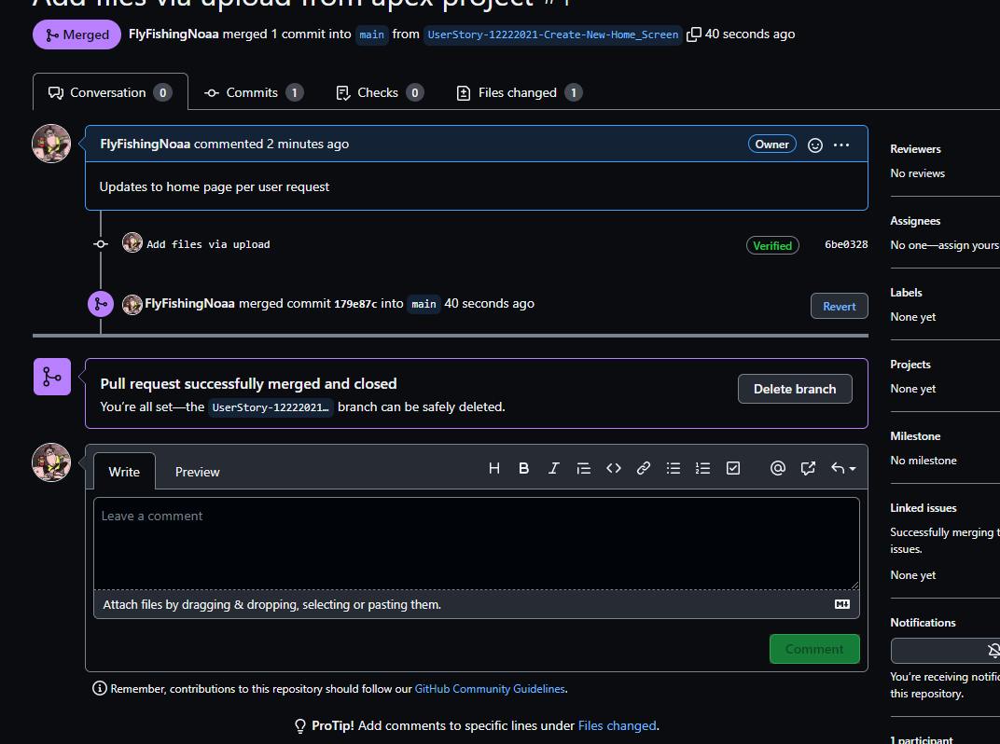 Add files via upload from apex project #1
Merged FlyFishingNoaa merged 1 commit into main from UserStory-12222021-Create-New-Home_Screen 40 seconds ago
Conversation 0 Commits 1 Checks 0 Files changed 1
FlyFishingNoaa commented 2 minutes ago Owner
Updates to home page per user request
Add files via upload Verified 6be0328
FlyFishingNoaa merged commit 179e87c into main 40 seconds ago Revert
Pull request successfully merged and closed
You're all set—the UserStory-12222021… branch can be safely deleted.
Delete branch
Write Preview
Leave a comment
Attach files by dragging & dropping, selecting or pasting them.
Comment
Remember, contributions to this repository should follow our GitHub Community Guidelines.
ProTip! Add comments to specific lines under Files changed.
Reviewers
No reviews
Assignees
No one—assign yours
Labels
None yet
Projects
None yet
Milestone
No milestone
Linked issues
Successfully merging t
issues.
None yet
Notifications
You're receiving notific
this repository.
1 participant